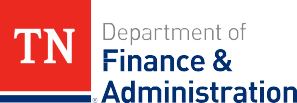 TN
Department of
Finance &
Administration